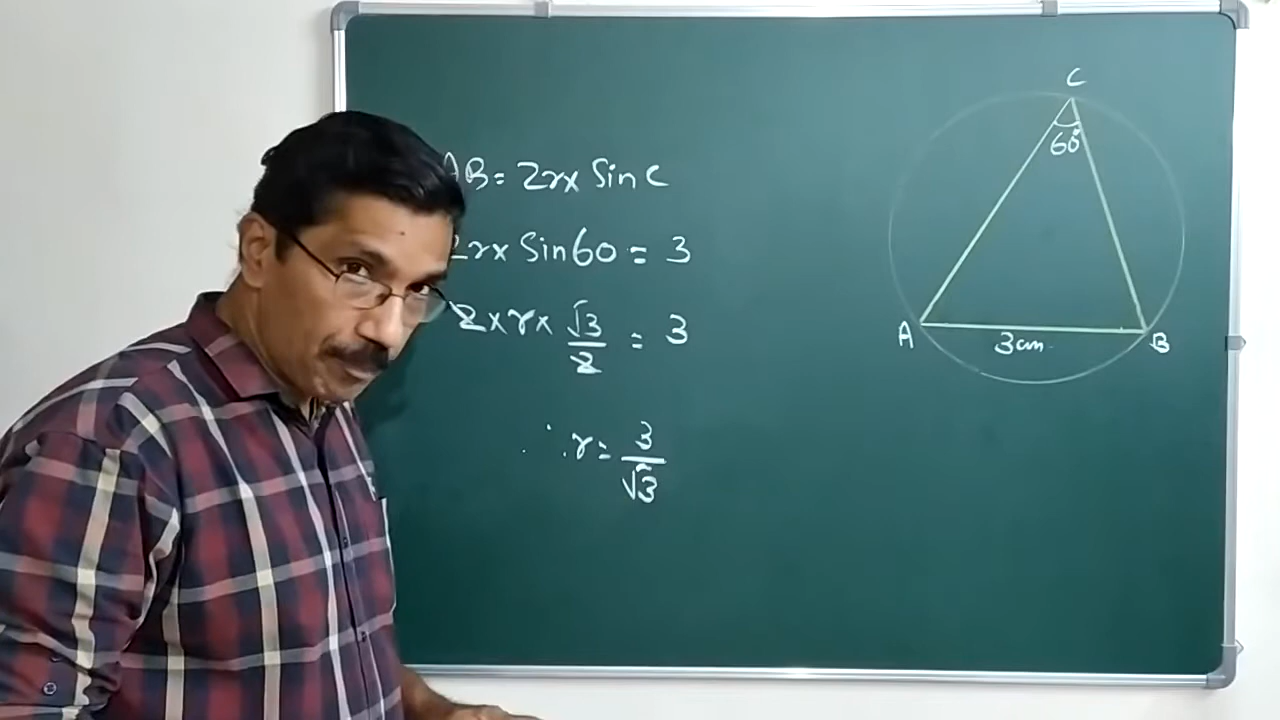 AB = 2r x Sin C
2r x Sin 60 = 3
2 x r x √3/2 = 3
∴ r = 3/√3
C
60°
A
3cm
B